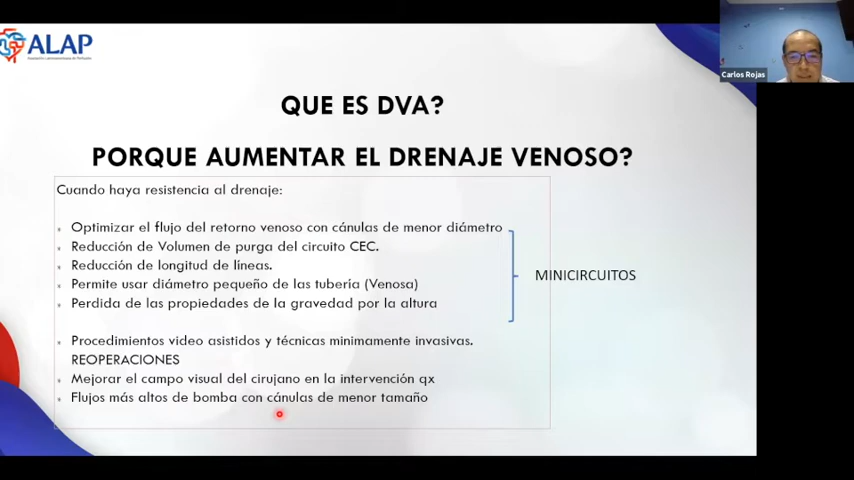 ALAP
Carlos Rojas
QUE ES DVA?
PORQUE AUMENTAR EL DRENAJE VENOSO?
Cuando haya resistencia al drenaje:
Optimizar el flujo del retorno venoso con cánulas de menor diámetro
Reducción de Volumen de purga del circuito CEC.
Reducción de longitud de líneas.
Permite usar diámetro pequeño de las tubería (Venosa)
Perdida de las propiedades de la gravedad por la altura
MINICIRCUITOS
Procedimientos video asistidos y técnicas minimamente invasivas.
REOPERACIONES
Mejorar el campo visual del cirujano en la intervención qx
Flujos más altos de bomba con cánulas de menor tamaño